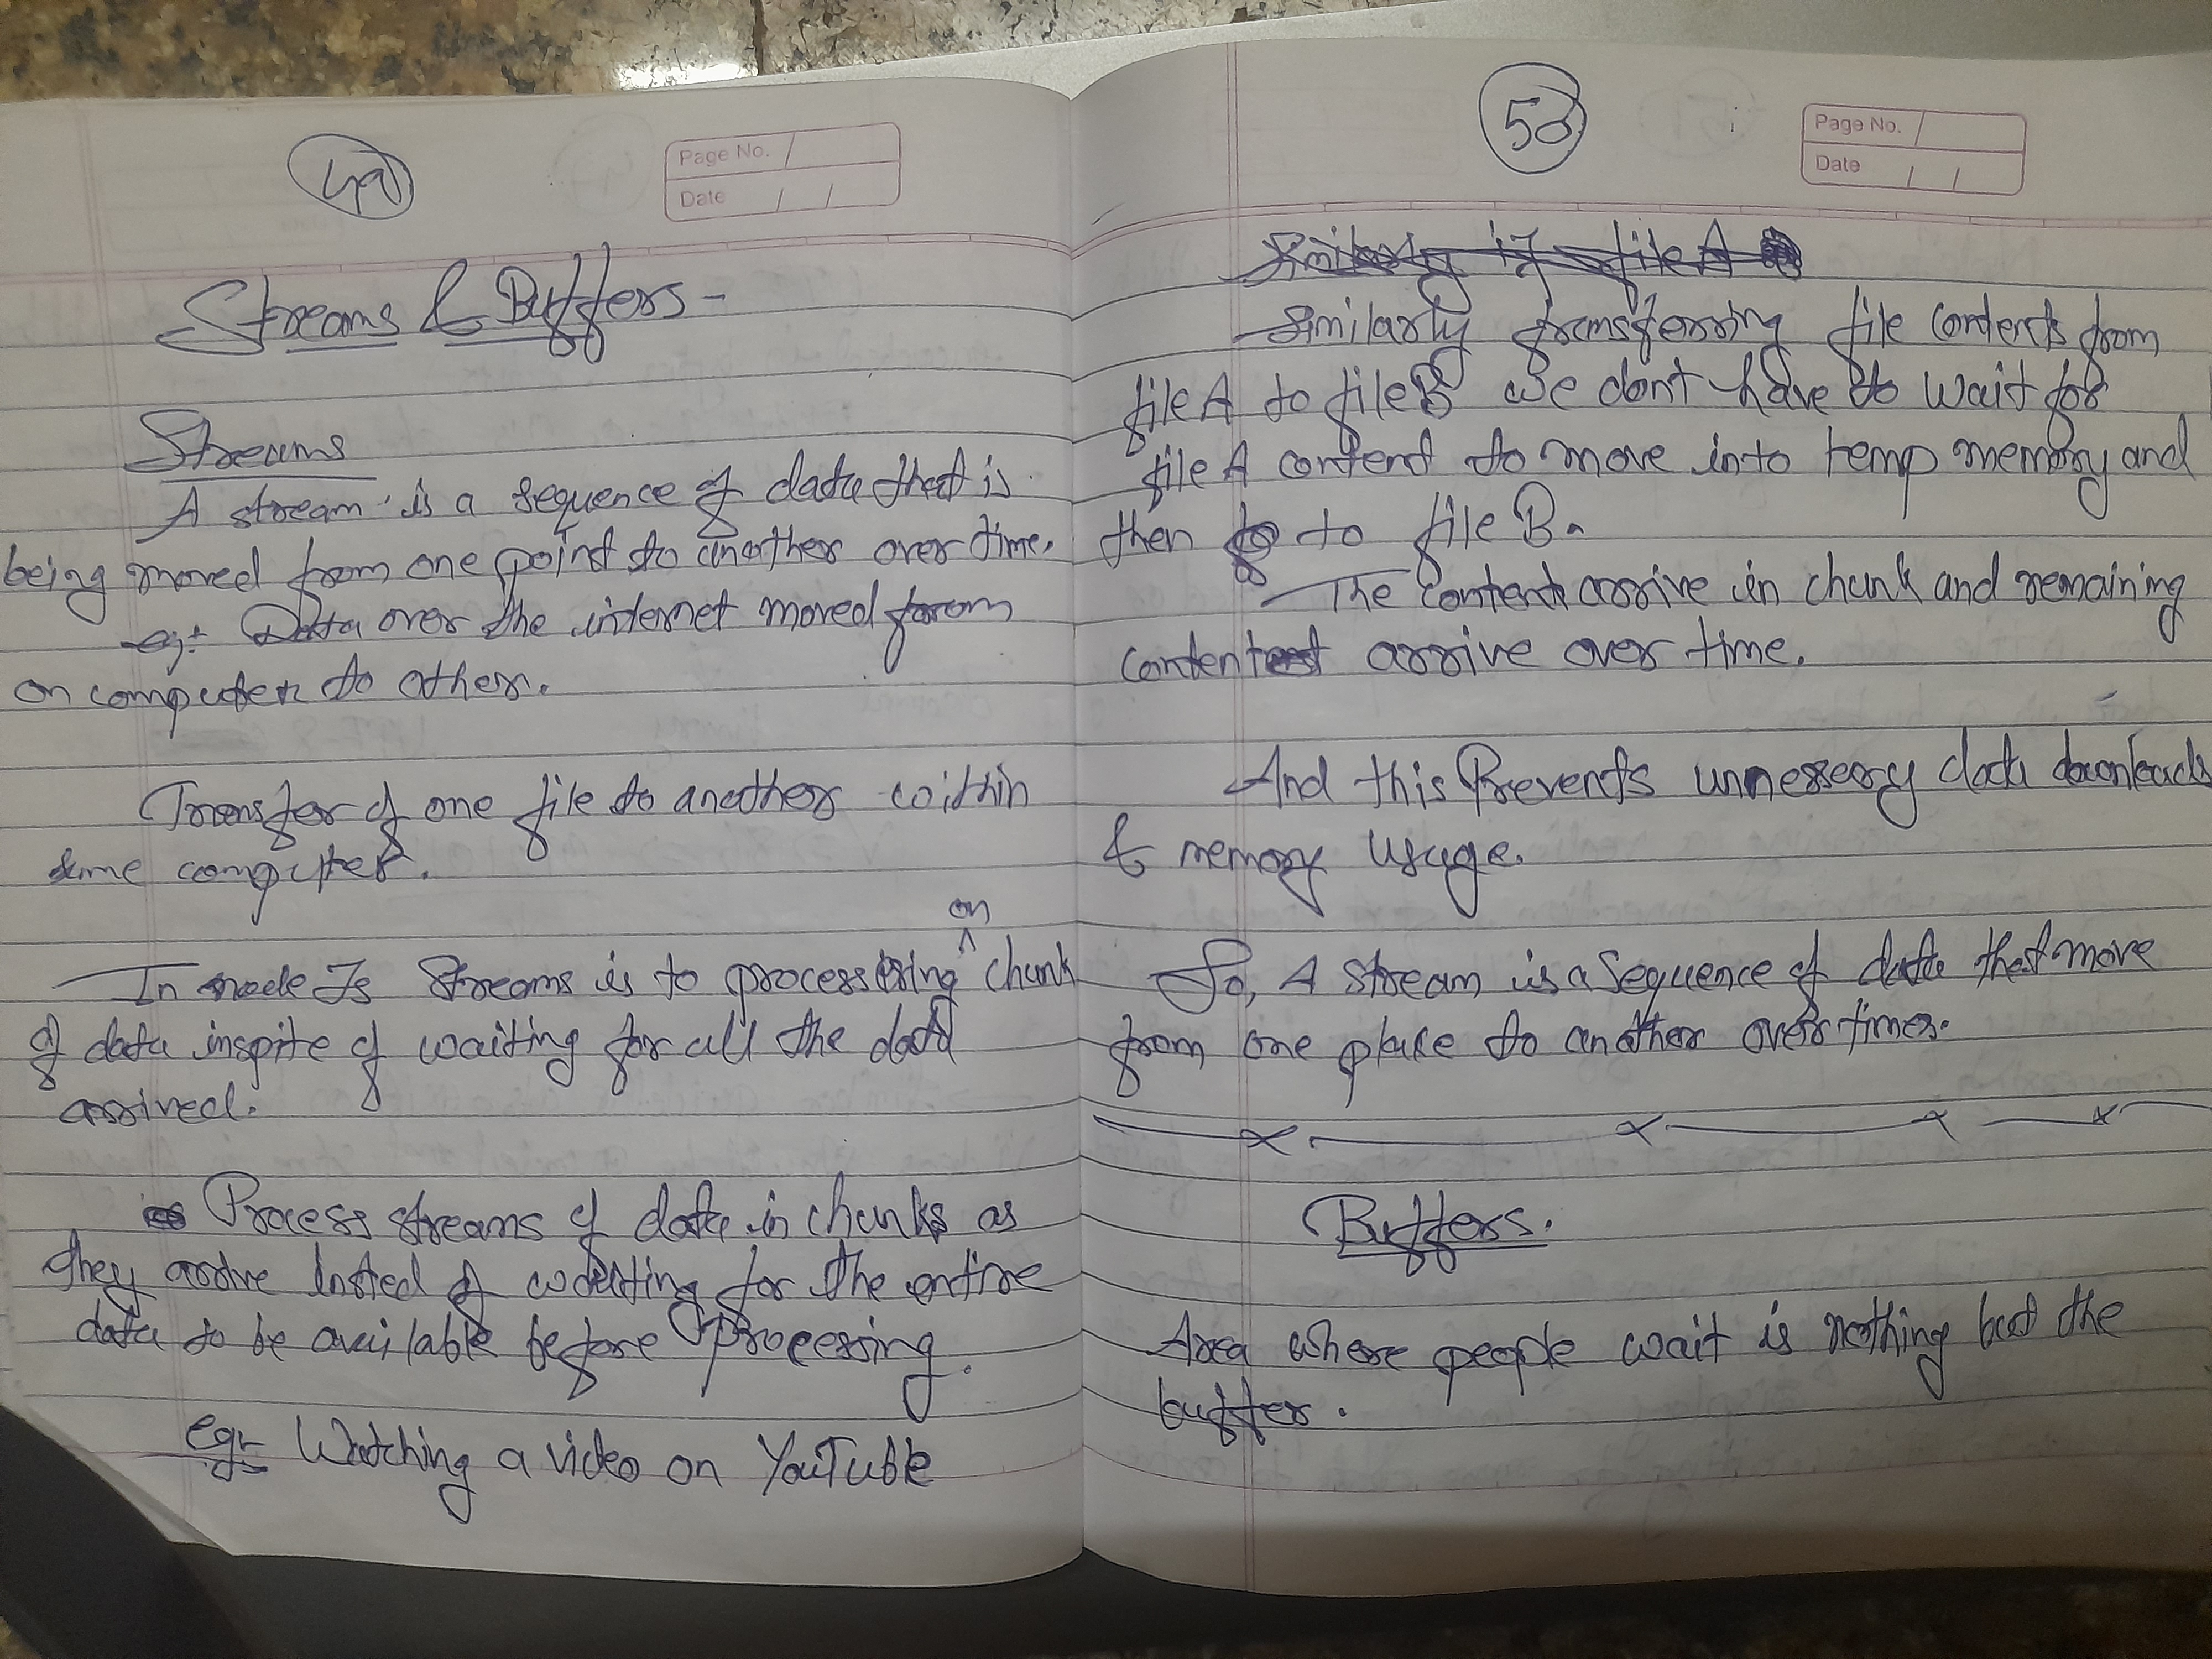 49
Page No.
Date
Streams & Buffers -
Streams
A stream is a sequence of data that is
being moved from one point to another over time.
eg:- Data over the internet moved from
on computer to other.
Transfer of one file to another within
same computer.
on
In node Js Streams is to processing chunk
of data inspite of waiting for all the data
arrived.
Process streams of data in chunks as
they arrive insted of waiting for the entire
data to be available before processing.
eg:- Watching a video on YouTube
50
Page No.
Date
Similarly if file A
Similarly transferring file contents from
file A to file B we dont have to wait for
file A content to move into temp memory and
then to file B.
The content arrive in chunk and remaining
content arrive over time.
And this Prevents unnessery data downloads
& memory usage.
So, A stream is a sequence of data that move
from one place to another over times.
Buffers.
Area where people wait is nothing but the
buffer.